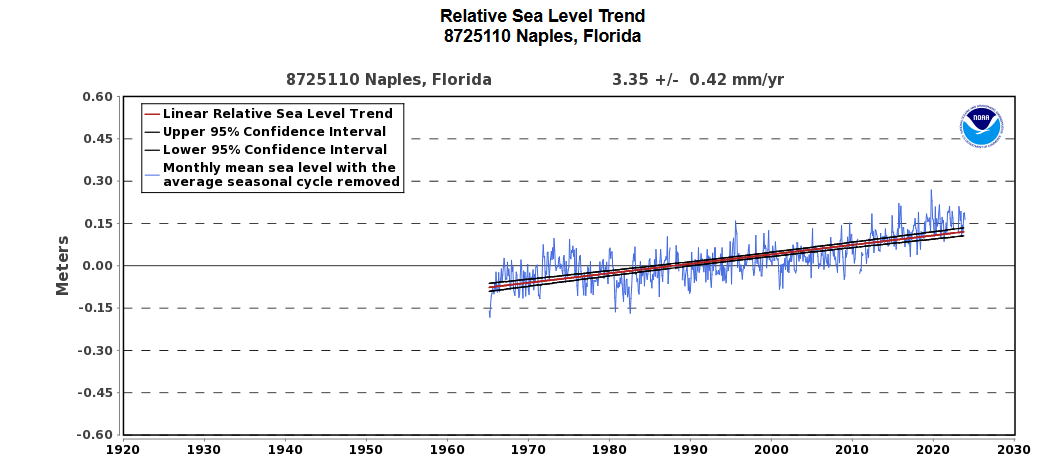 Relative Sea Level Trend
8725110 Naples, Florida
8725110 Naples, Florida 3.35 +/- 0.42 mm/yr
0.60
0.45
0.30
0.15
0.00
-0.15
-0.30
-0.45
-0.60
Meters
Linear Relative Sea Level Trend
Upper 95% Confidence Interval
Lower 95% Confidence Interval
Monthly mean sea level with the
average seasonal cycle removed
NOAA
1920 1930 1940 1950 1960 1970 1980 1990 2000 2010 2020 2030